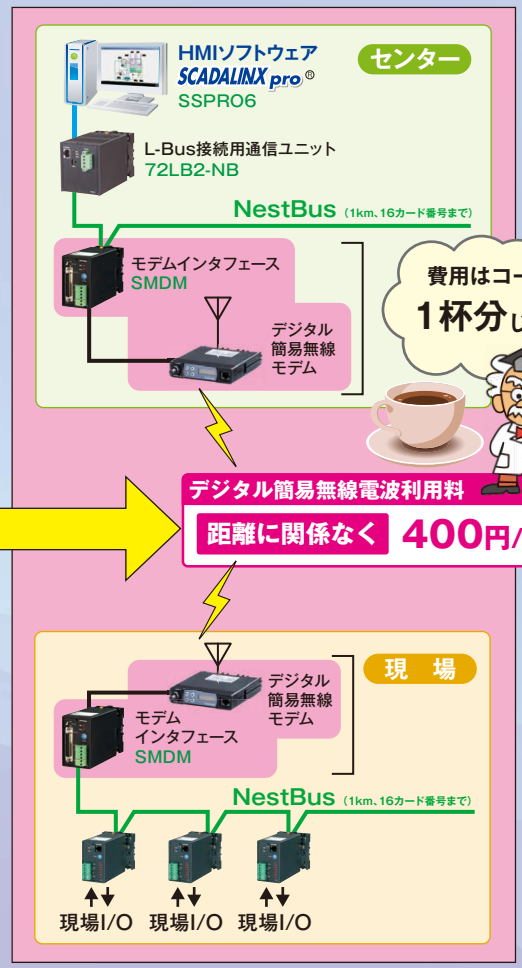 HMIソフトウェア
SCADALINX pro®
SSPRO6
センター
L-Bus接続用通信ユニット
72LB2-NB
NestBus (1km、16カード番号まで)
モデムインタフェース
SMDM
デジタル
簡易無線
モデム
費用はコー
1杯分
デジタル簡易無線電波利用料
距離に関係なく 400円/
現 場
デジタル
簡易無線
モデム
モデム
インタフェース
SMDM
NestBus (1km、16カード番号まで)
現場I/O 現場I/O 現場I/O